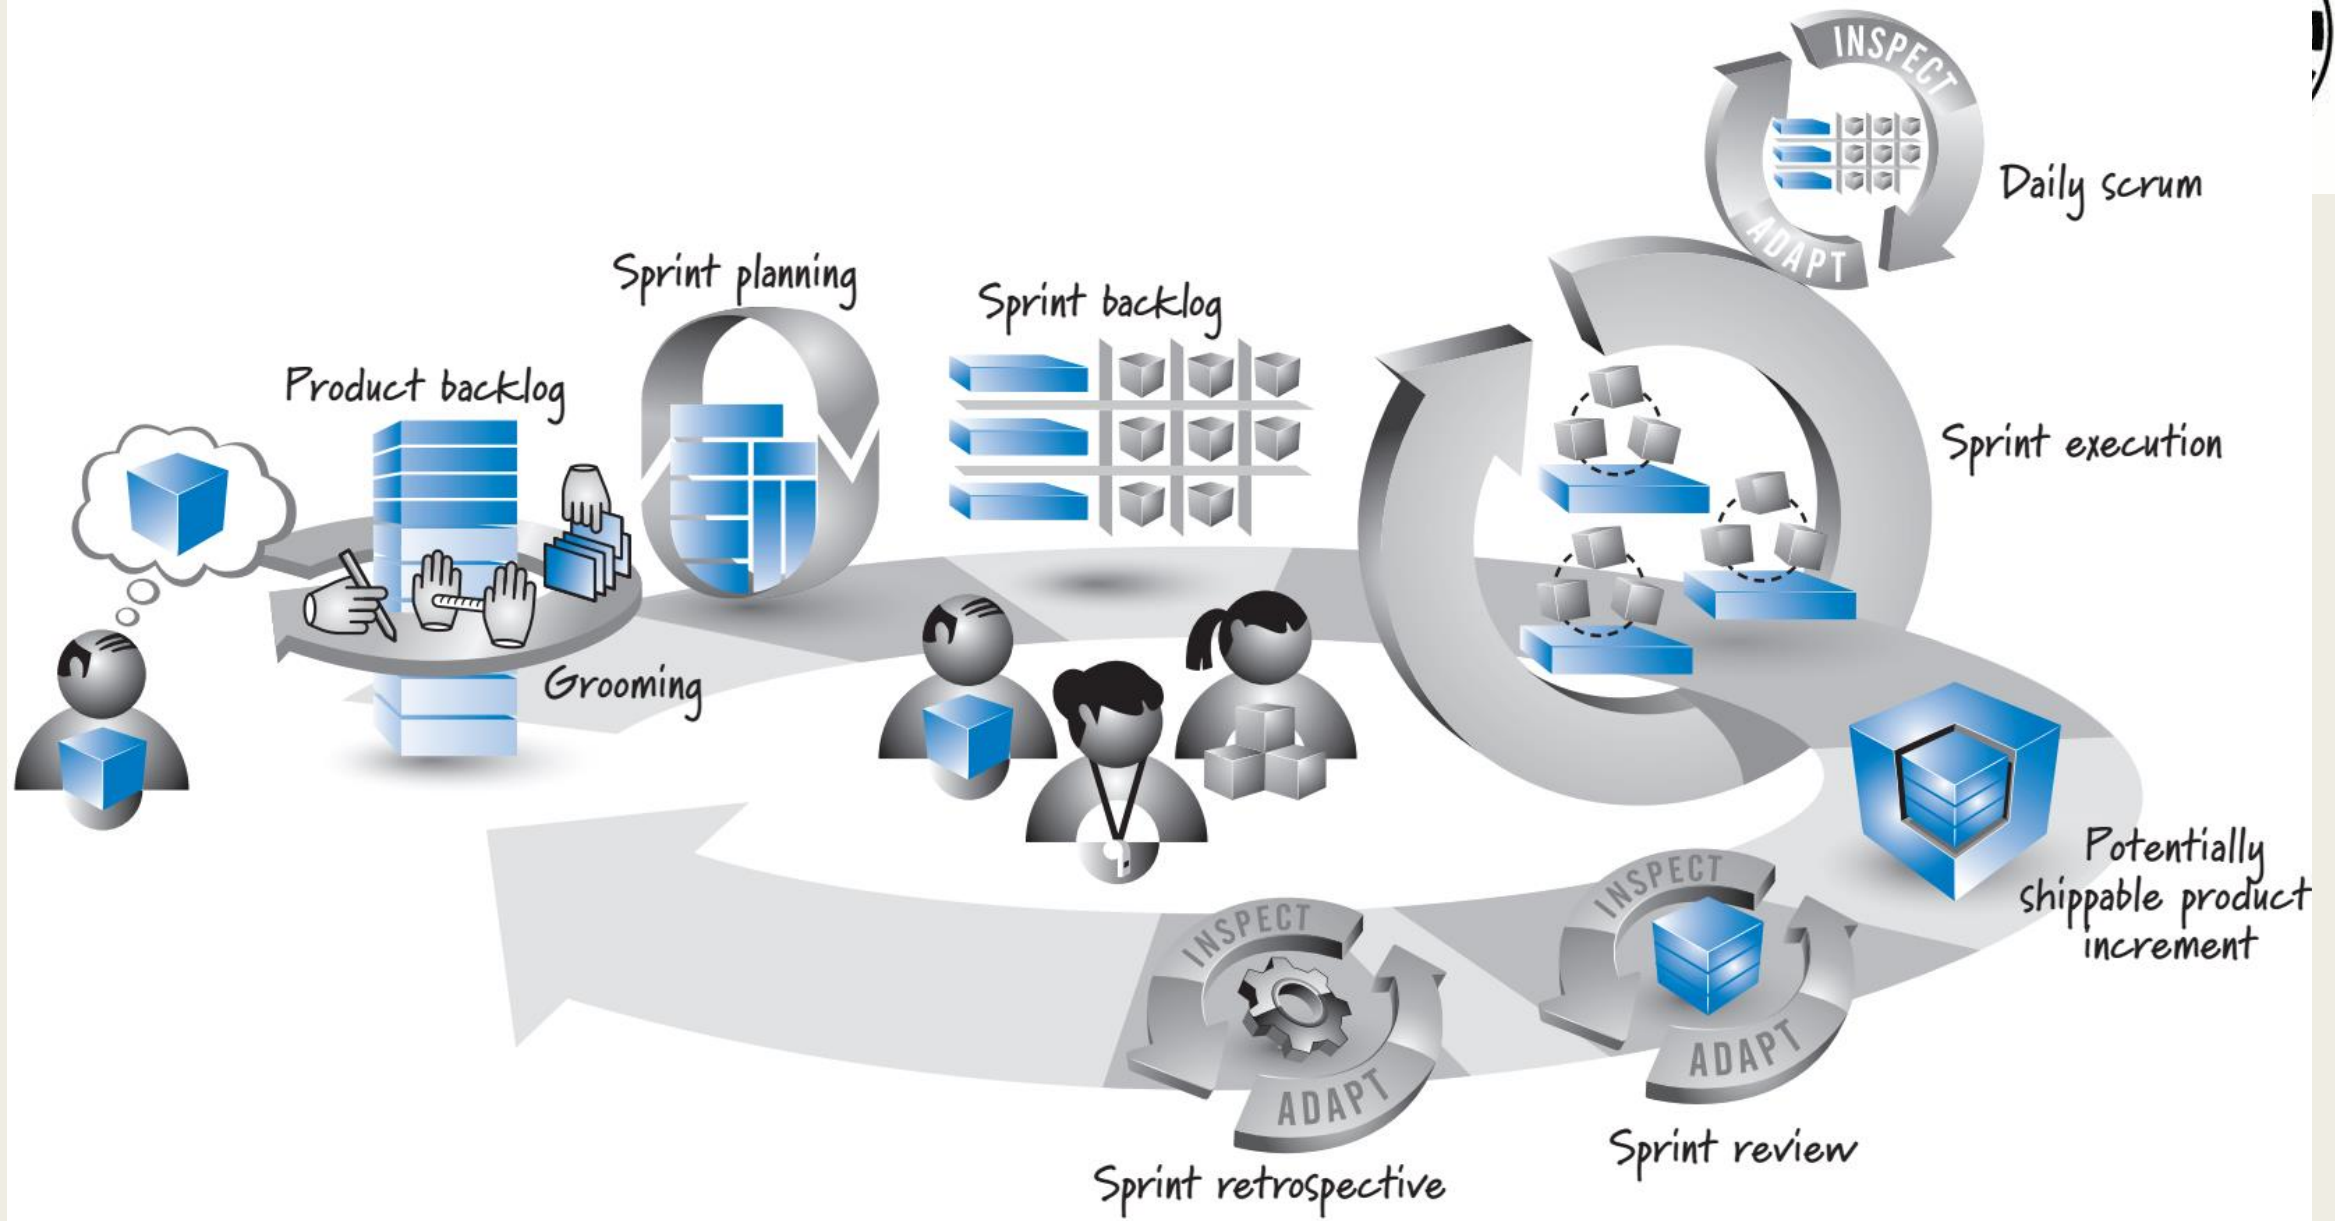 INSPECT
ADAPT
Daily scrum
Sprint planning
Sprint backlog
Product backlog
Sprint execution
Grooming
Potentially
shippable product
increment
INSPECT
ADAPT
Sprint review
INSPECT
ADAPT
Sprint retrospective